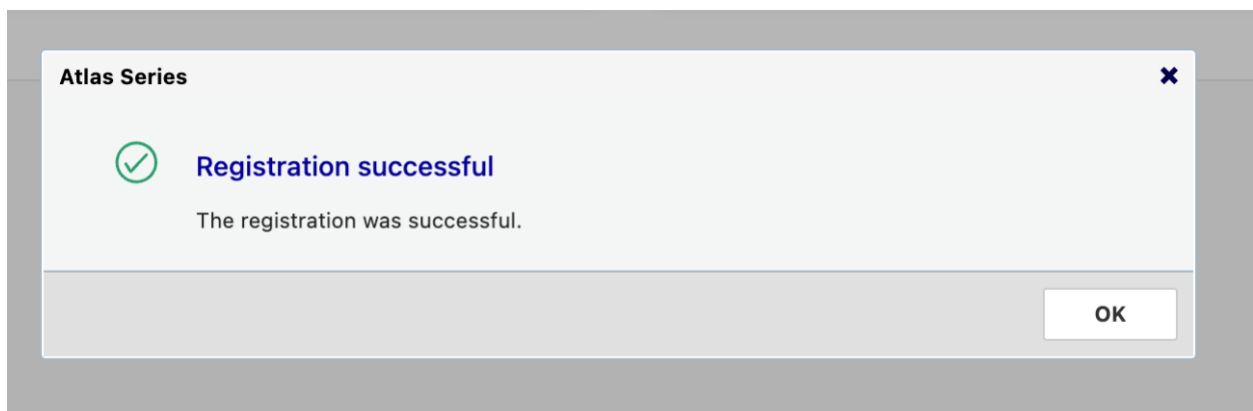 Atlas Series
Registration successful
The registration was successful.
OK